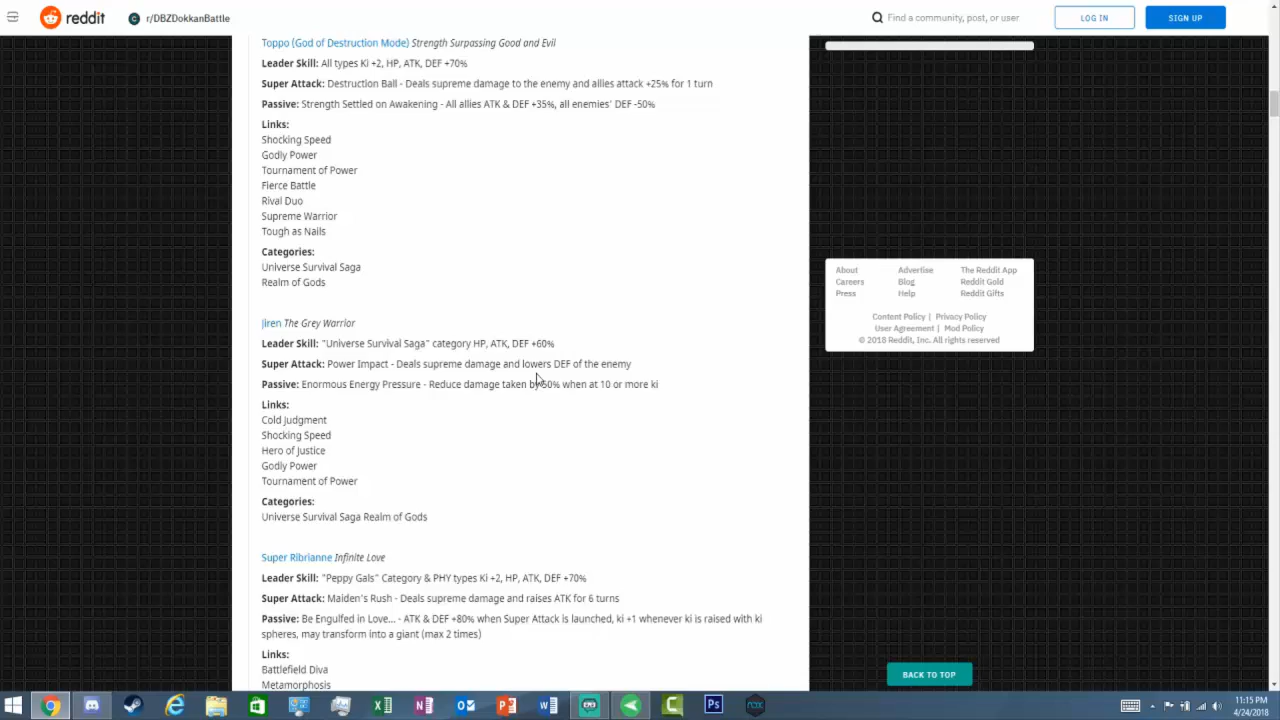 reddit
r/DBZDokkanBattle
Find a community, post, or user
LOG IN
SIGN UP
Toppo (God of Destruction Mode) Strength Surpassing Good and Evil
Leader Skill: All types Ki +2, HP, ATK, DEF +70%
Super Attack: Destruction Ball - Deals supreme damage to the enemy and allies attack +25% for 1 turn
Passive: Strength Settled on Awakening - All allies ATK & DEF +35%, all enemies' DEF -50%
Links:
Shocking Speed
Godly Power
Tournament of Power
Fierce Battle
Rival Duo
Supreme Warrior
Tough as Nails
Categories:
Universe Survival Saga
Realm of Gods
Jiren The Grey Warrior
Leader Skill: "Universe Survival Saga" category HP, ATK, DEF +60%
Super Attack: Power Impact - Deals supreme damage and lowers DEF of the enemy
Passive: Enormous Energy Pressure - Reduce damage taken by 50% when at 10 or more ki
Links:
Cold Judgment
Shocking Speed
Hero of Justice
Godly Power
Tournament of Power
Categories:
Universe Survival Saga Realm of Gods
Super Ribrianne Infinite Love
Leader Skill: "Peppy Gals" Category & PHY types Ki +2, HP, ATK, DEF +70%
Super Attack: Maiden's Rush - Deals supreme damage and raises ATK for 6 turns
Passive: Be Engulfed in Love... - ATK & DEF +80% when Super Attack is launched, ki +1 whenever ki is raised with ki
spheres, may transform into a giant (max 2 times)
Links:
Battlefield Diva
Metamorphosis
About Advertise The Reddit App
Careers Blog Reddit Gold
Press Help Reddit Gifts
Content Policy | Privacy Policy
User Agreement | Mod Policy
© 2018 Reddit, Inc. All rights reserved
BACK TO TOP
11:15 PM
4/24/2018